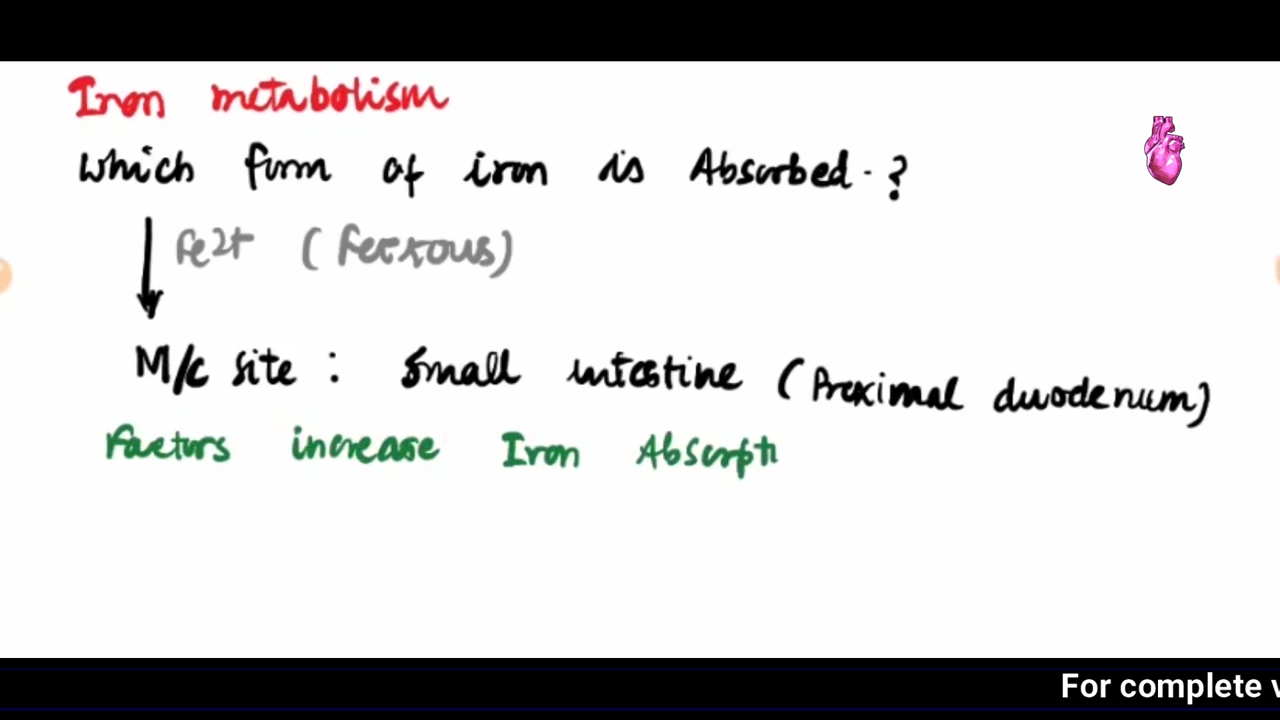 Iron metabolism
Which form of iron is Absorbed ?
Fe2+ (Ferrous)
M/C site : Small intestine (Proximal duodenum)
Factors increase Iron Absorpti
For complete v